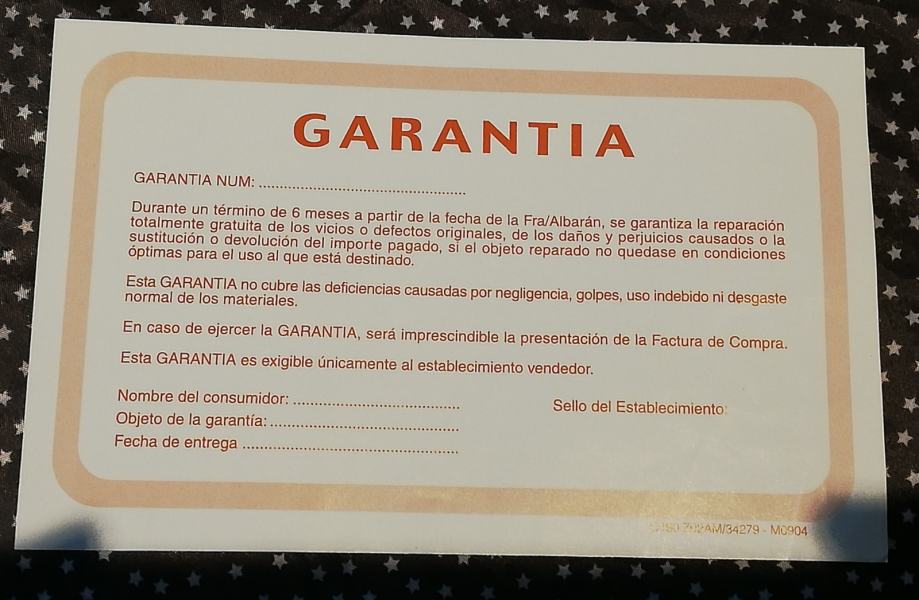 GARANTIA
GARANTIA NUM: ..................................................
Durante un término de 6 meses a partir de la fecha de la Fra/Albarán, se garantiza la reparación
totalmente gratuita de los vicios o defectos originales, de los daños y perjuicios causados o la
sustitución o devolución del importe pagado, si el objeto reparado no quedase en condiciones
óptimas para el uso al que está destinado.
Esta GARANTIA no cubre las deficiencias causadas por negligencia, golpes, uso indebido ni desgaste
normal de los materiales.
En caso de ejercer la GARANTIA, será imprescindible la presentación de la Factura de Compra.
Esta GARANTIA es exigible únicamente al establecimiento vendedor.
Nombre del consumidor: ........................................
Sello del Establecimiento:
Objeto de la garantía: .............................................
Fecha de entrega ....................................................
- M0904